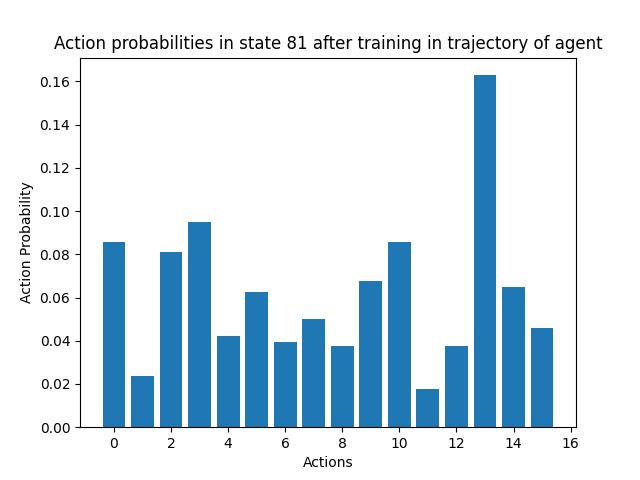 Action probabilities in state 81 after training in trajectory of agent
0.16
0.14
0.12
0.10
0.08
0.06
0.04
0.02
0.00
Action Probability
0 2 4 6 8 10 12 14 16
Actions